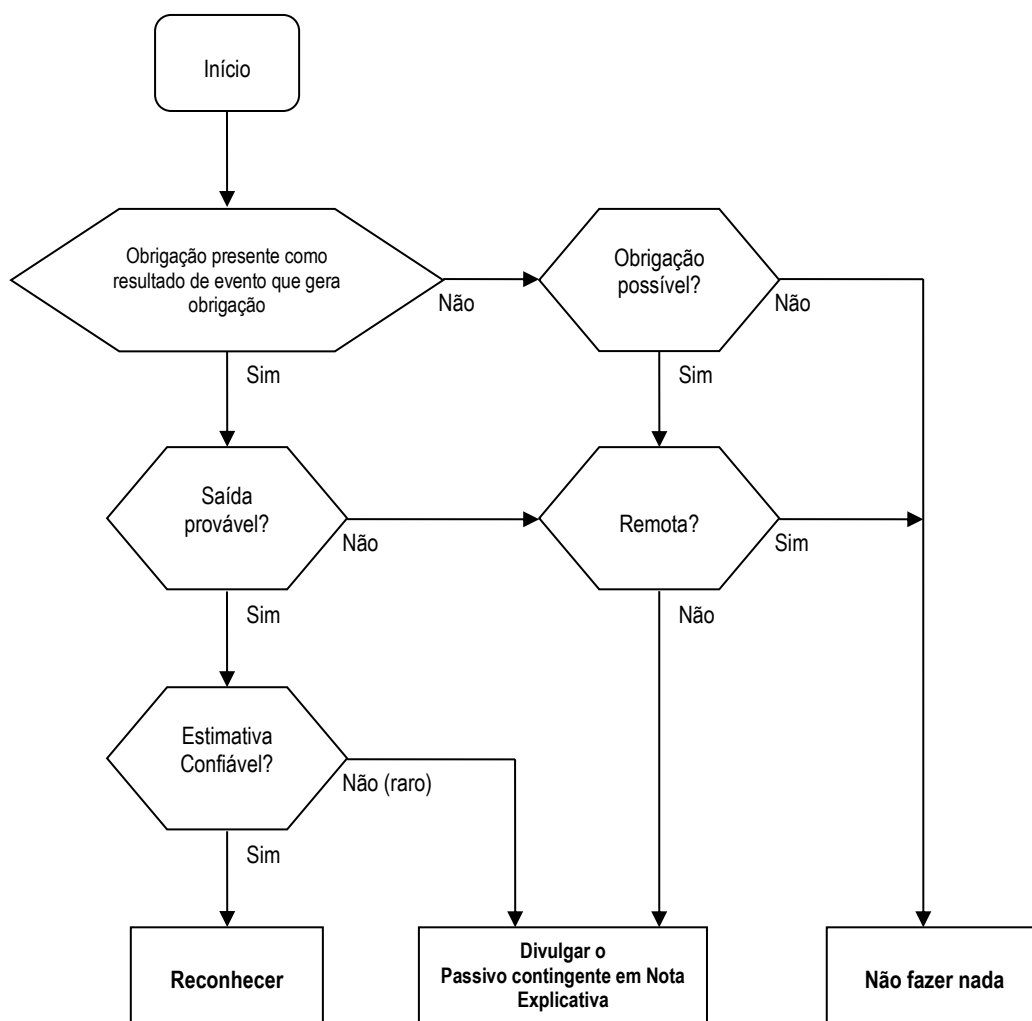 Início
Obrigação presente como
resultado de evento que gera
obrigação
Não
Obrigação
possível?
Não
Sim
Sim
Saída
provável?
Não
Remota?
Sim
Sim
Não
Estimativa
Confiável?
Não (raro)
Sim
Reconhecer
Divulgar o
Passivo contingente em Nota
Explicativa
Não fazer nada